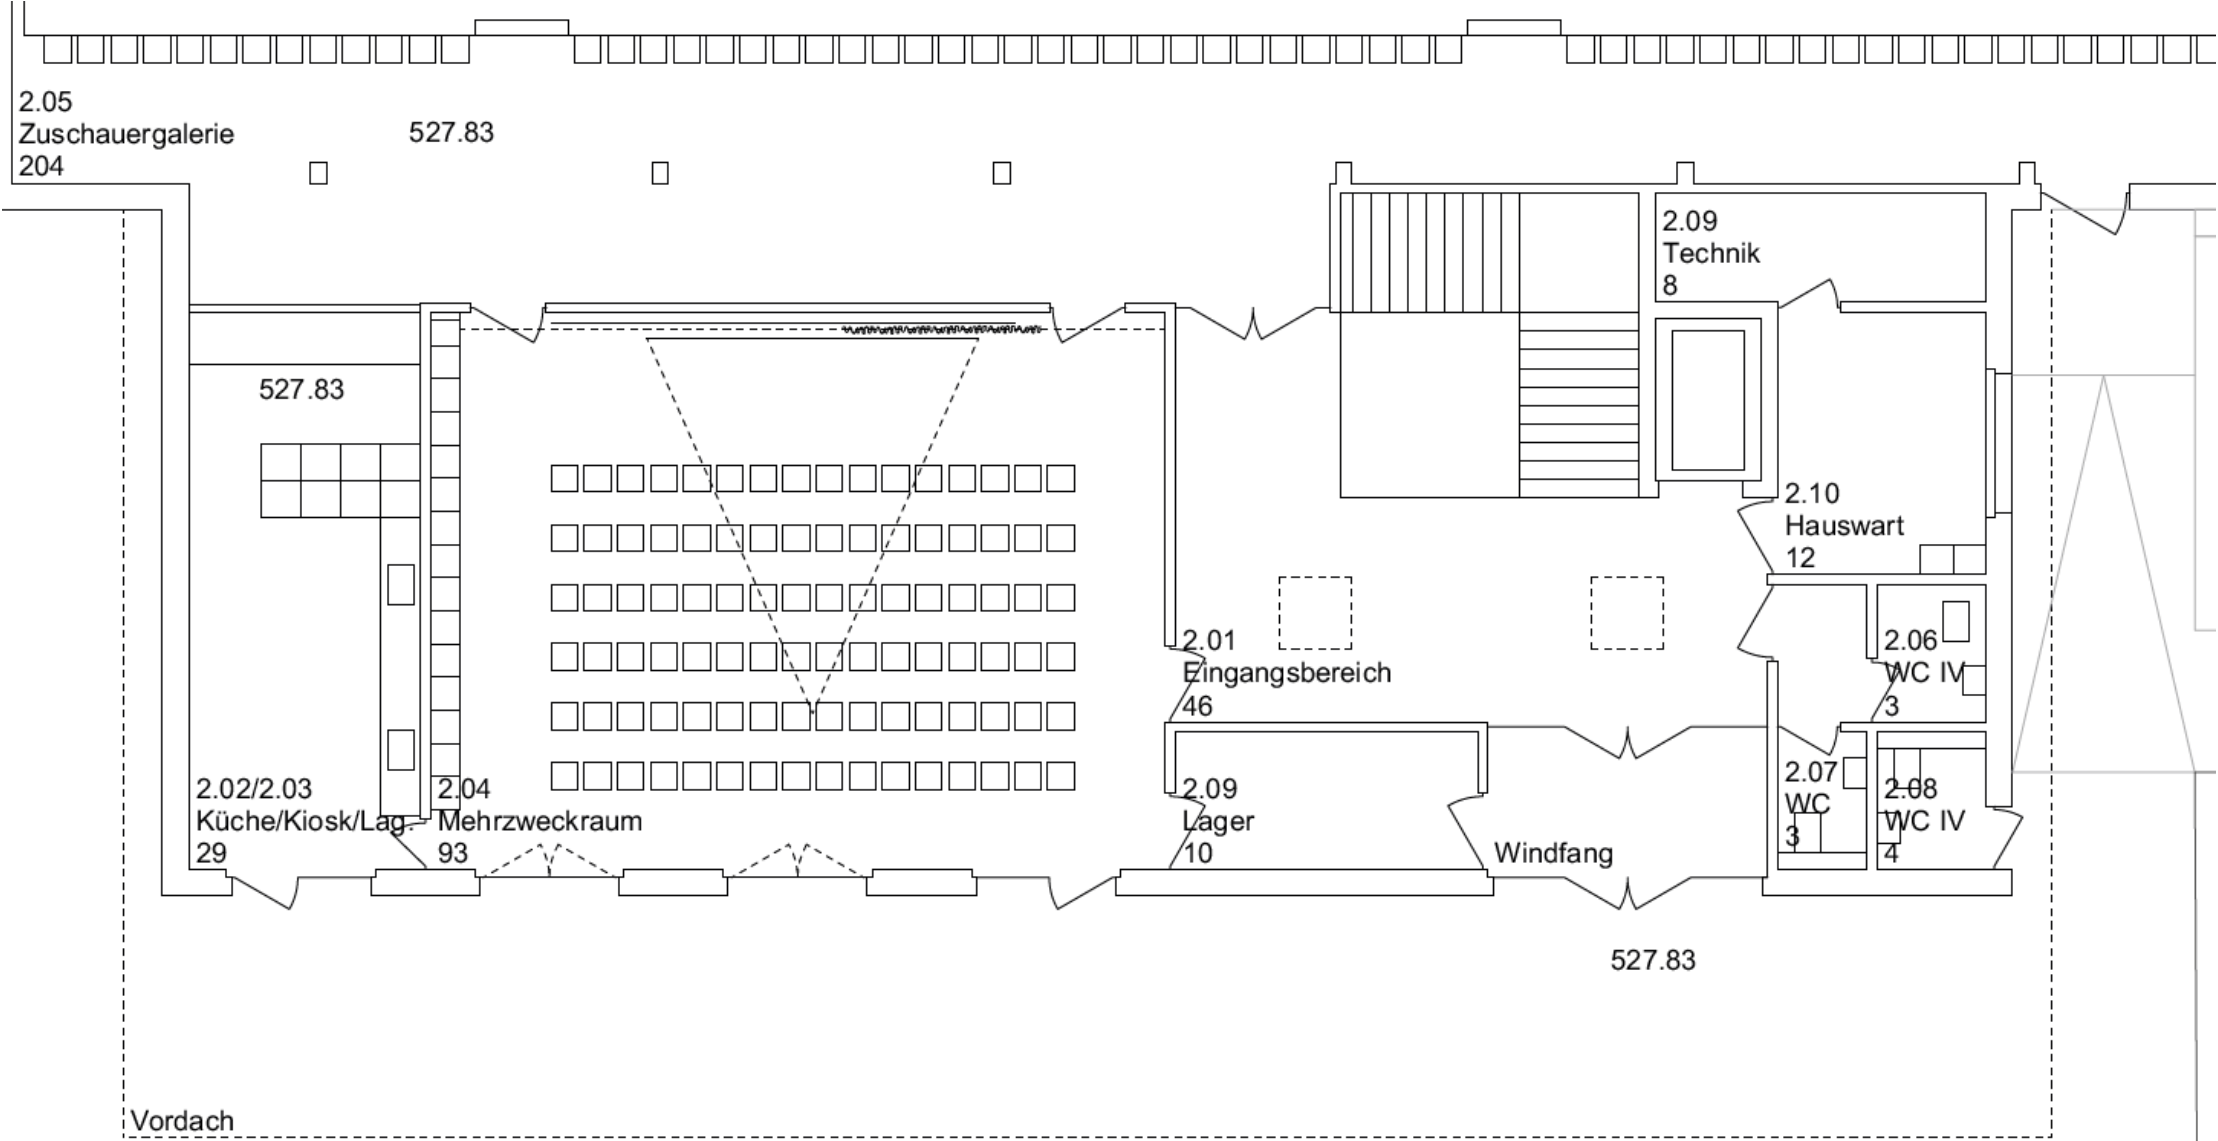 2.05
Zuschauergalerie
204
527.83
2.09
Technik
8
527.83
2.10
Hauswart
12
2.01
Eingangsbereich
46
2.06
WC IV
3
2.02/2.03
Küche/Kiosk/Lag.
29
2.04
Mehrzweckraum
93
2.09
Lager
10
Windfang
2.07
WC
3
2.08
WC IV
4
527.83
Vordach